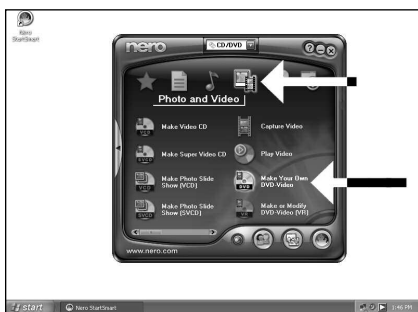 Nero
StartSmart
nero
CD/DVD
Photo and Video
Make Video CD
Capture Video
Make Super Video CD
Play Video
Make Photo Slide
Show (VCD)
Make Your Own
DVD-Video
Make Photo Slide
Show (SVCD)
Make or Modify
DVD-Video (VR)
www.nero.com
start
Nero StartSmart
1:46 PM